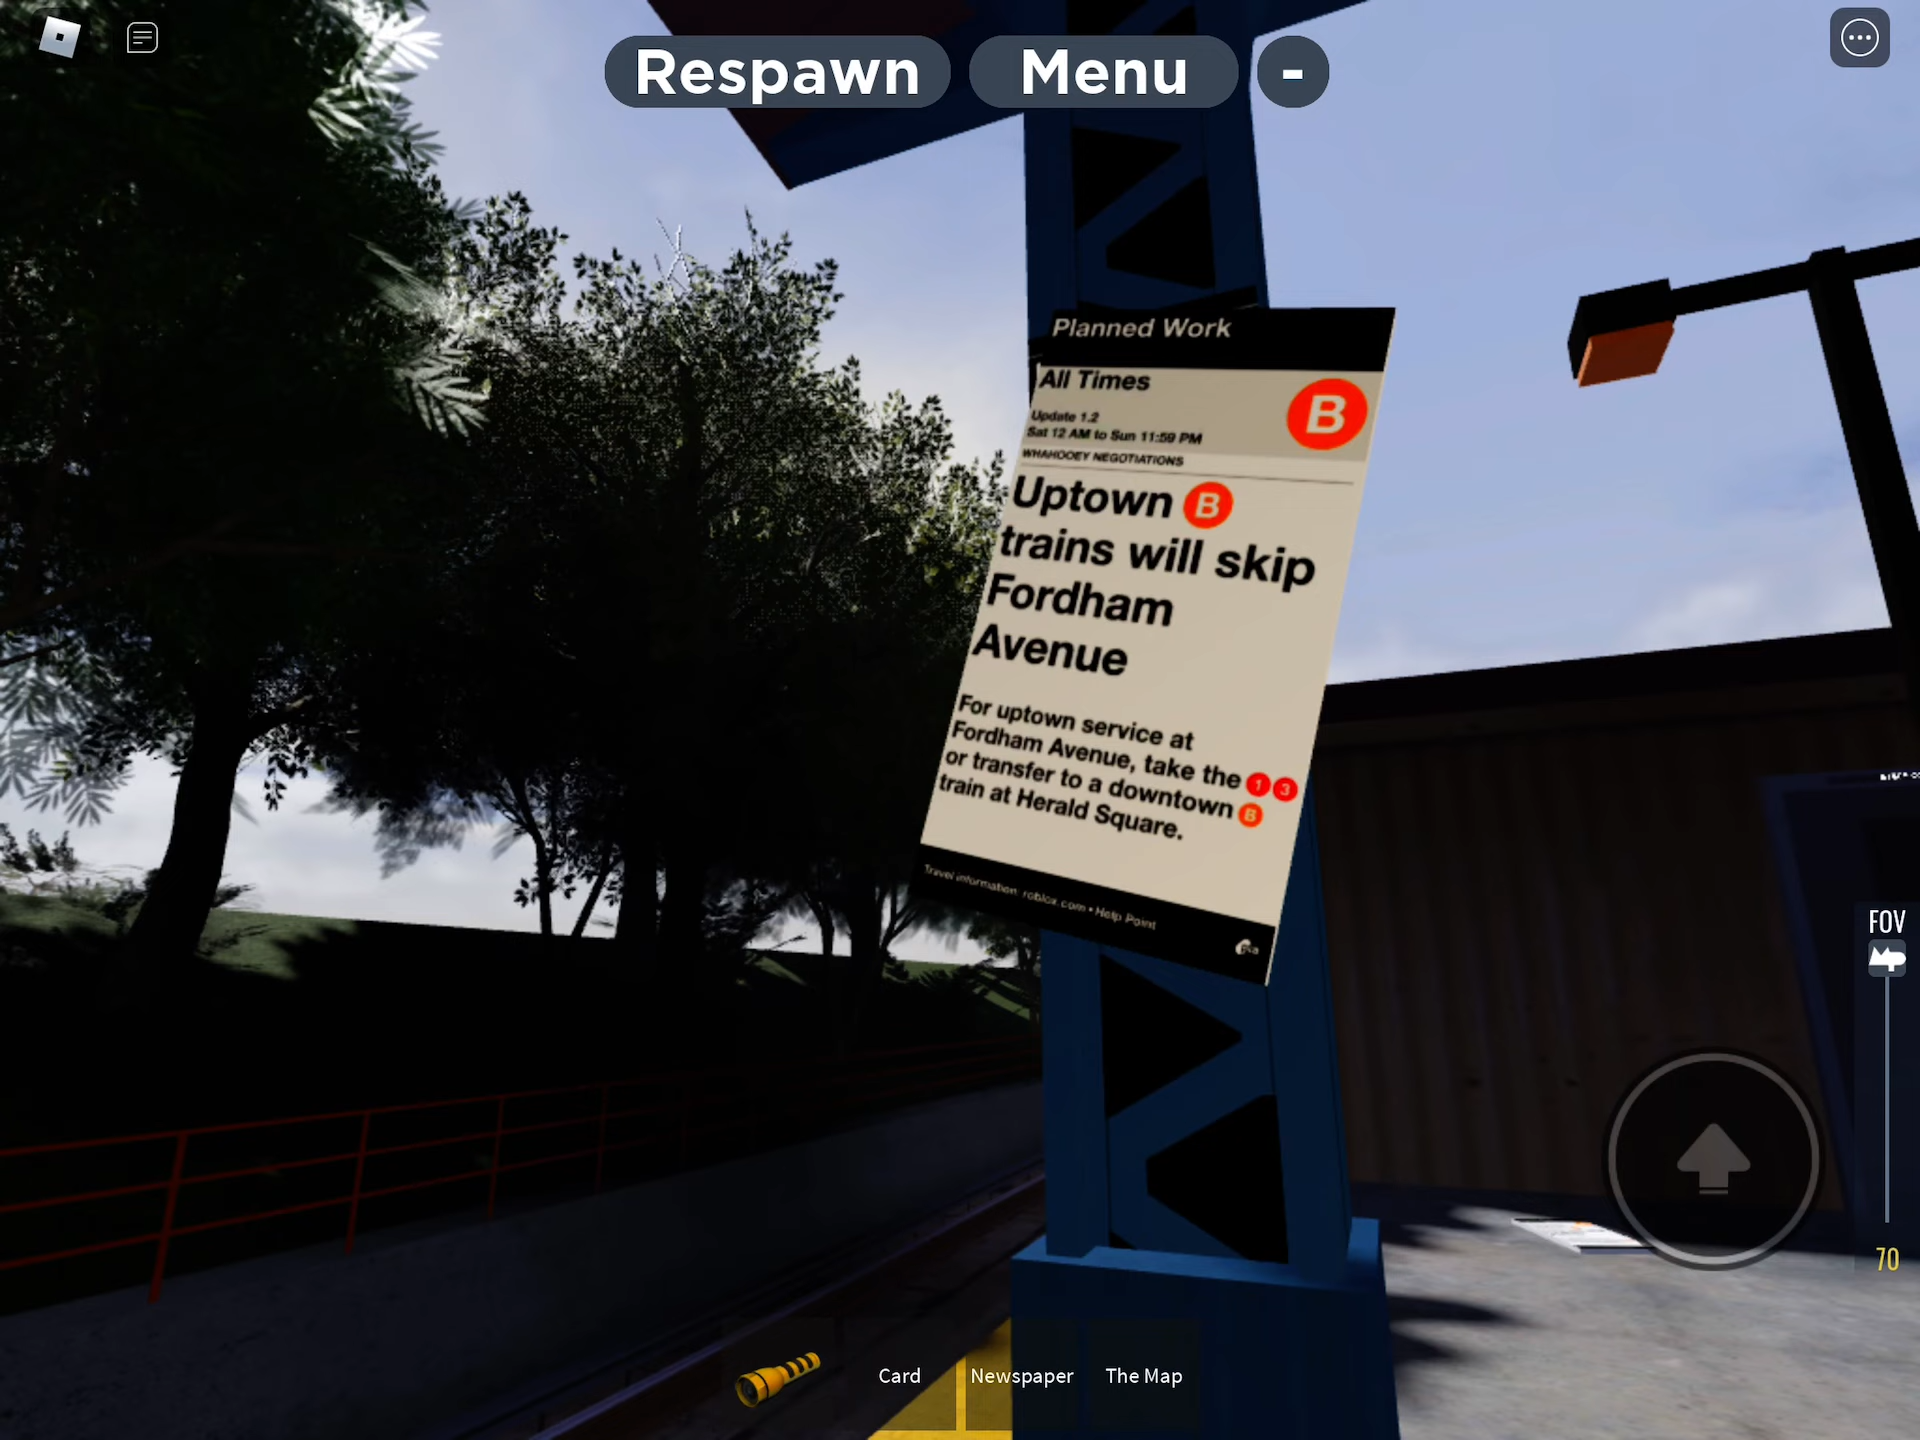 Respawn Menu -
Planned Work
All Times
B
Update 1.2
Sat 12 AM to Sun 11:59 PM
WHAHOOEY NEGOTIATIONS
Uptown B
trains will skip
Fordham
Avenue
For uptown service at
Fordham Avenue, take the 1 3
or transfer to a downtown B
train at Herald Square.
Travel information: roblox.com • Help Point
FOV
70
Card Newspaper The Map